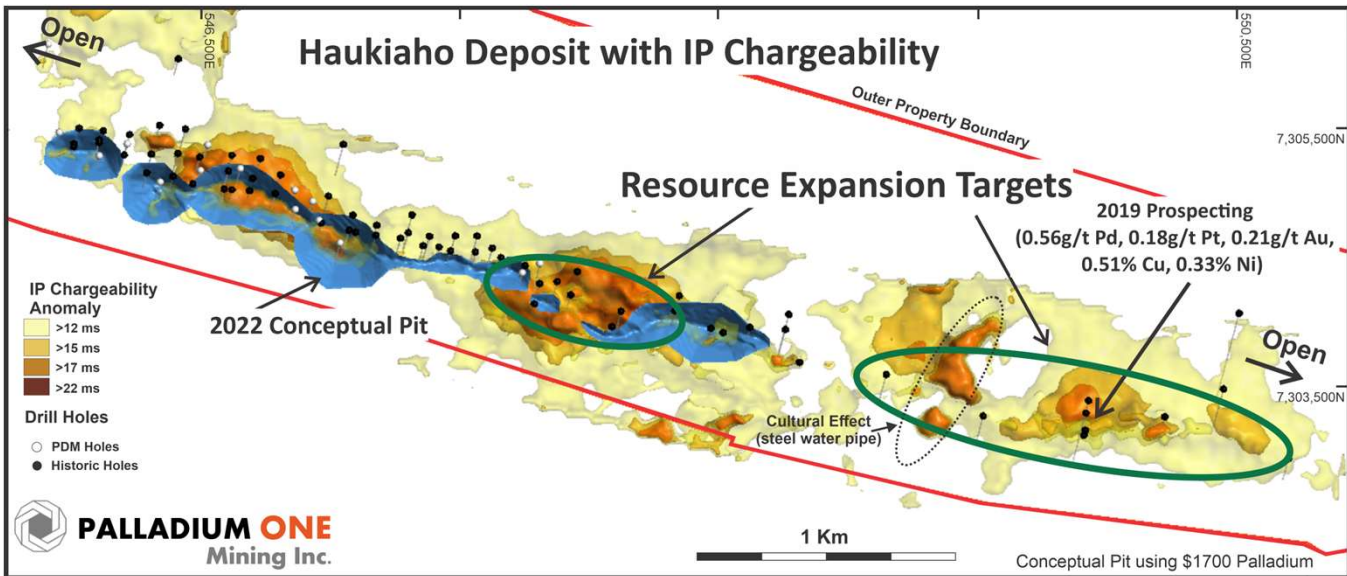 Open
546,500E
Haukiaho Deposit with IP Chargeability
550,500E
Outer Property Boundary
7,305,500N
Resource Expansion Targets
2019 Prospecting
(0.56g/t Pd, 0.18g/t Pt, 0.21g/t Au,
0.51% Cu, 0.33% Ni)
IP Chargeability
Anomaly
>12 ms
>15 ms
>17 ms
>22 ms
2022 Conceptual Pit
Open
7,303,500N
Drill Holes
PDM Holes
Historic Holes
Cultural Effect
(steel water pipe)
PALLADIUM ONE
Mining Inc.
1 Km
Conceptual Pit using $1700 Palladium